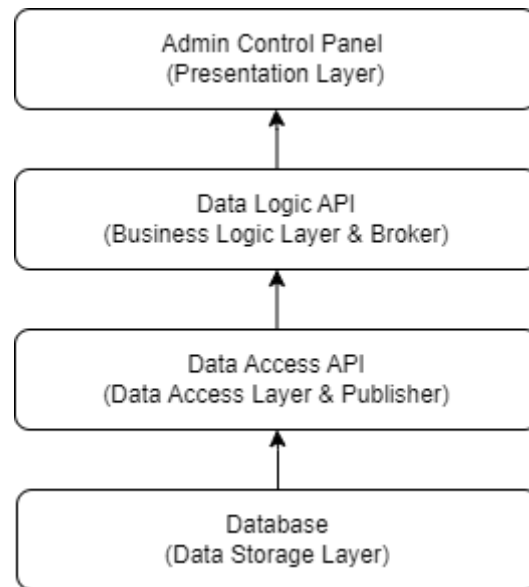 Admin Control Panel
(Presentation Layer)
Data Logic API
(Business Logic Layer & Broker)
Data Access API
(Data Access Layer & Publisher)
Database
(Data Storage Layer)